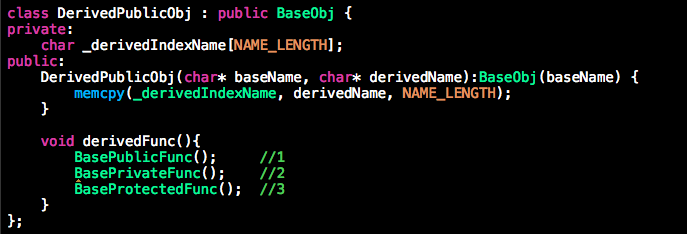 class DerivedPublicObj : public BaseObj {
private:
    char _derivedIndexName[NAME_LENGTH];
public:
    DerivedPublicObj(char* baseName, char* derivedName):BaseObj(baseName) {
        memcpy(_derivedIndexName, derivedName, NAME_LENGTH);
    }

    void derivedFunc(){
        BasePublicFunc();     //1
        BasePrivateFunc();    //2
        BaseProtectedFunc();  //3
    }
};